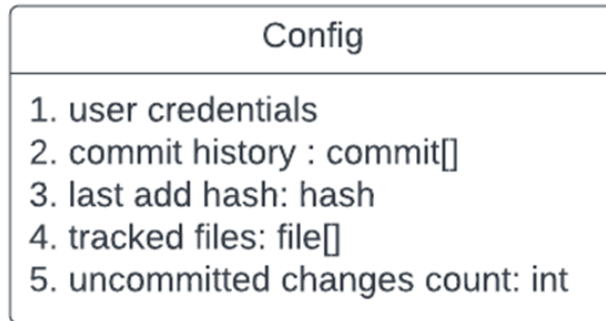 Config
1. user credentials
2. commit history : commit[]
3. last add hash: hash
4. tracked files: file[]
5. uncommitted changes count: int